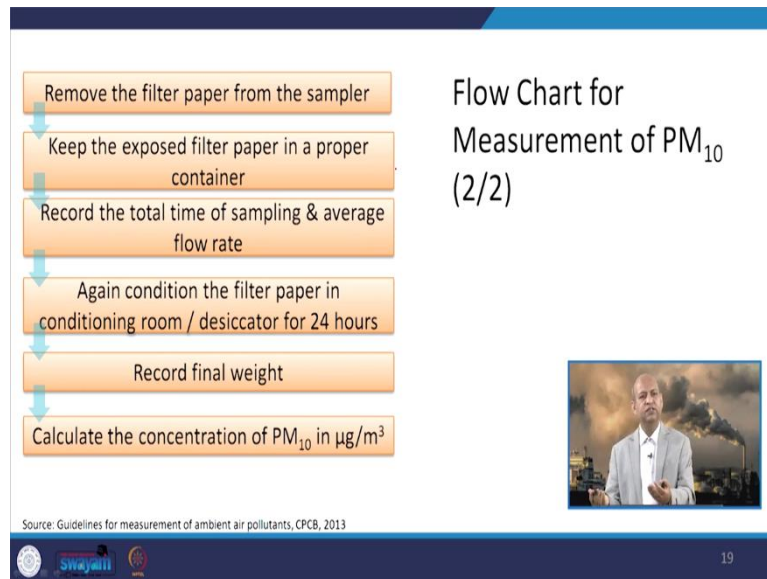 Remove the filter paper from the sampler
Keep the exposed filter paper in a proper
container
Record the total time of sampling & average
flow rate
Again condition the filter paper in
conditioning room / desiccator for 24 hours
Record final weight
Calculate the concentration of PM₁₀ in µg/m³
Flow Chart for
Measurement of PM₁₀
(2/2)
Source: Guidelines for measurement of ambient air pollutants, CPCB, 2013
swayam
19